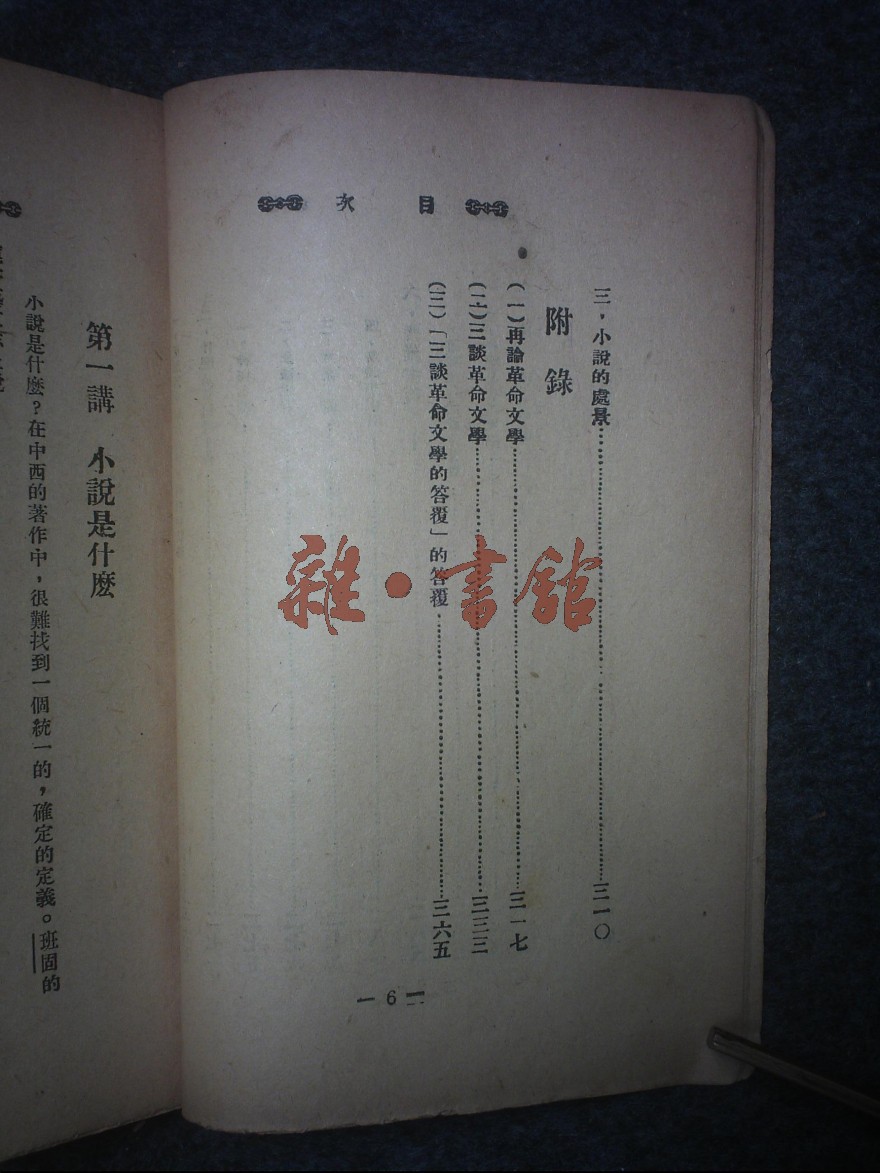 目 次
三，小說的處景……三一〇
附 錄
（一）再論革命文學……三一七
（二）三談革命文學……三三三
（三）「三談革命文學的答覆」的答覆……三六五
— 6 —
第一講 小說是什麼
小說是什麼？在中西的著作中，很難找到一個統一的，確定的定義。班固的
雜·書館